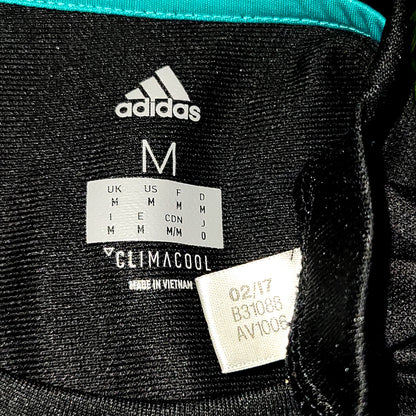 adidas
M
UK US F D
M M M M
I E CDN J
M M M/M O
CLIMACOOL
MADE IN VIETNAM
02/17
B31088
AV1006